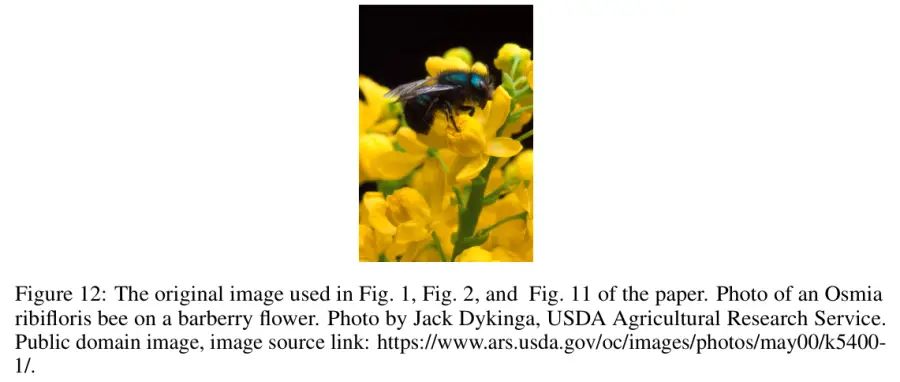 Figure 12: The original image used in Fig. 1, Fig. 2, and Fig. 11 of the paper. Photo of an Osmia
ribifloris bee on a barberry flower. Photo by Jack Dykinga, USDA Agricultural Research Service.
Public domain image, image source link: https://www.ars.usda.gov/oc/images/photos/may00/k5400-
1/.